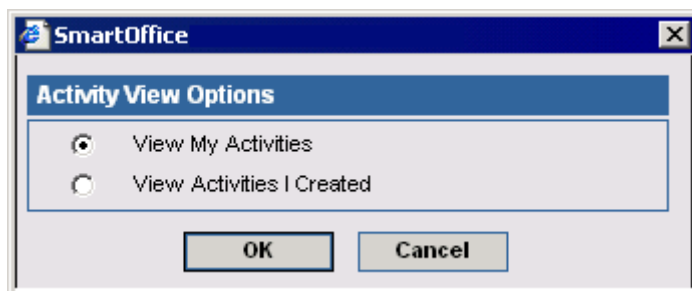 SmartOffice
Activity View Options
View My Activities
View Activities I Created
OK Cancel